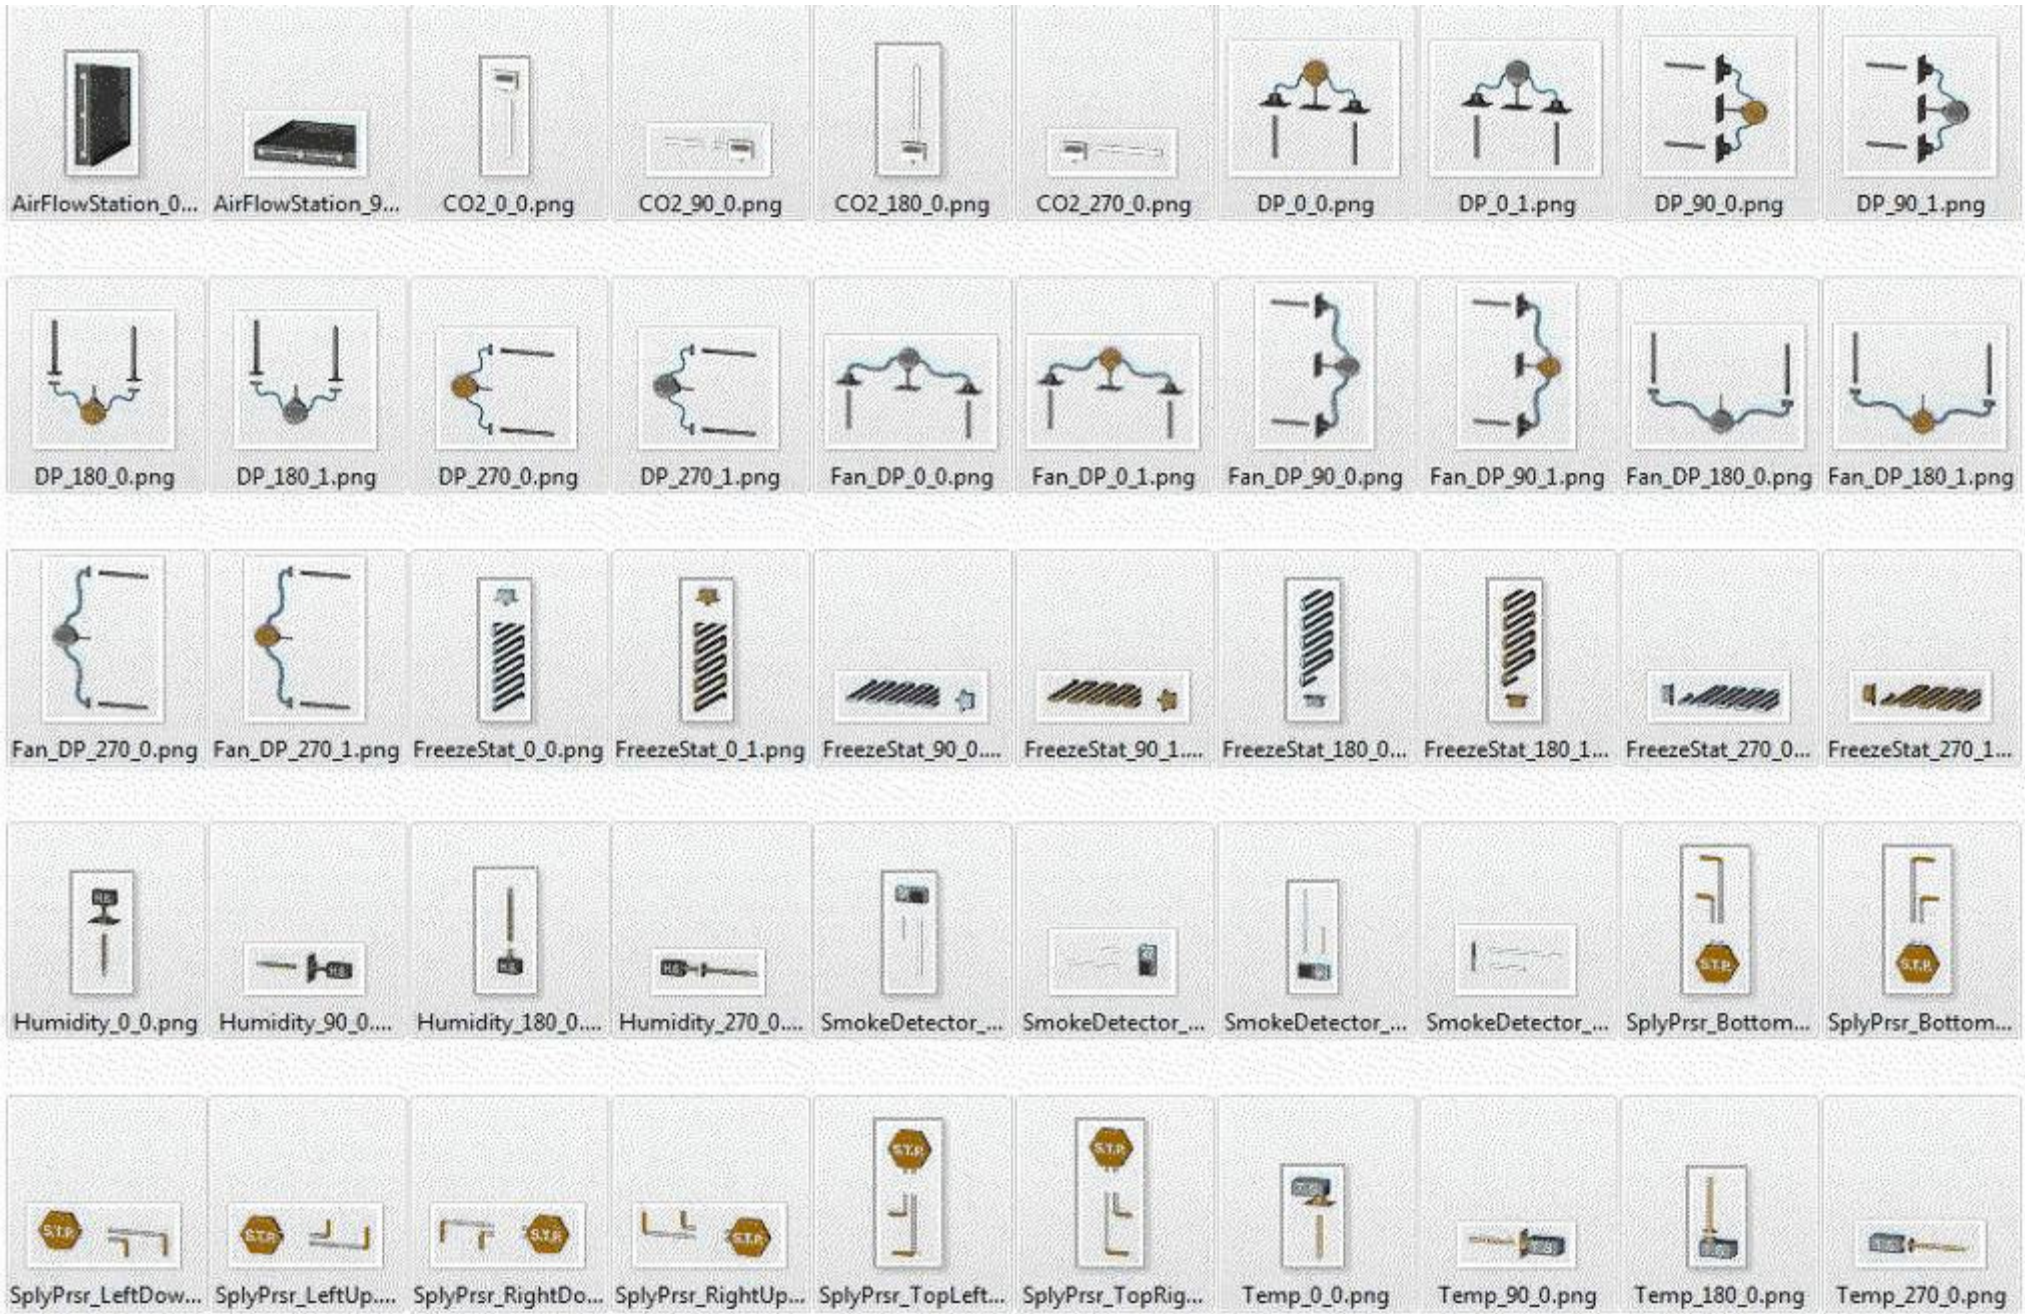 AirFlowStation_0... AirFlowStation_9... CO2_0_0.png CO2_90_0.png CO2_180_0.png CO2_270_0.png DP_0_0.png DP_0_1.png DP_90_0.png DP_90_1.png
DP_180_0.png DP_180_1.png DP_270_0.png DP_270_1.png Fan_DP_0_0.png Fan_DP_0_1.png Fan_DP_90_0.png Fan_DP_90_1.png Fan_DP_180_0.png Fan_DP_180_1.png
Fan_DP_270_0.png Fan_DP_270_1.png FreezeStat_0_0.png FreezeStat_0_1.png FreezeStat_90_0.... FreezeStat_90_1.... FreezeStat_180_0... FreezeStat_180_1... FreezeStat_270_0... FreezeStat_270_1...
H.S. H.S. H.S. H.S. S.T.P. S.T.P.
Humidity_0_0.png Humidity_90_0.... Humidity_180_0.... Humidity_270_0.... SmokeDetector_... SmokeDetector_... SmokeDetector_... SmokeDetector_... SplyPrsr_Bottom... SplyPrsr_Bottom...
S.T.P. S.T.P. S.T.P. S.T.P. S.T.P. S.T.P.
SplyPrsr_LeftDow... SplyPrsr_LeftUp.... SplyPrsr_RightDo... SplyPrsr_RightUp... SplyPrsr_TopLeft... SplyPrsr_TopRig... Temp_0_0.png Temp_90_0.png Temp_180_0.png Temp_270_0.png